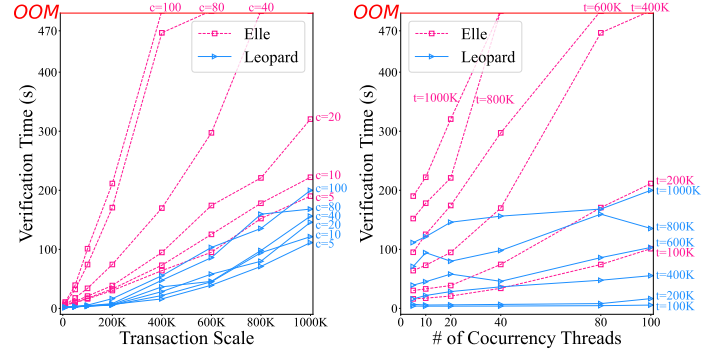 OOM
c=100
c=80
c=40
470
400
300
200
100
0
Verification Time (s)
Elle
Leopard
c=20
c=10
c=100
c=5
c=80
c=40
c=20
c=10
c=5
0
200K
400K
600K
800K
1000K
Transaction Scale
OOM
t=600K
t=400K
470
400
300
200
100
0
Verification Time (s)
Elle
Leopard
t=1000K
t=800K
t=200K
t=1000K
t=800K
t=600K
t=100K
t=400K
t=200K
t=100K
0
10
20
40
60
80
100
# of Cocurrency Threads